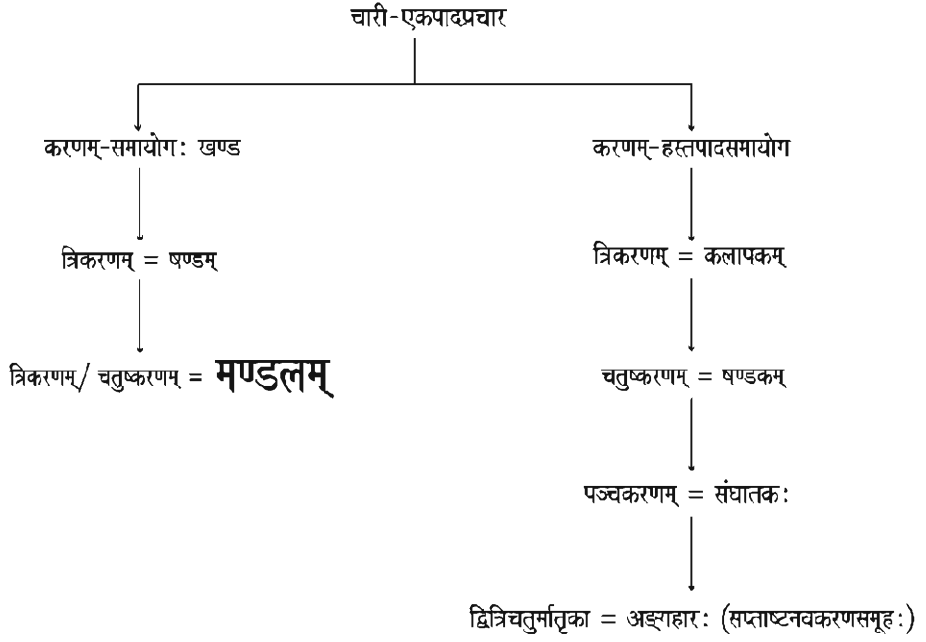 चारी-एकपादप्रचार
करणम्-समायोग: खण्ड
करणम्-हस्तपादसमायोग
त्रिकरणम् = षण्डम्
त्रिकरणम् = कलापकम्
त्रिकरणम्/ चतुष्करणम् = मण्डलम्
चतुष्करणम् = षण्डकम्
पञ्चकरणम् = संघातक:
द्वित्रिचतुर्मातृका = अङ्गहार: (सप्ताष्टनवकरणसमूह:)